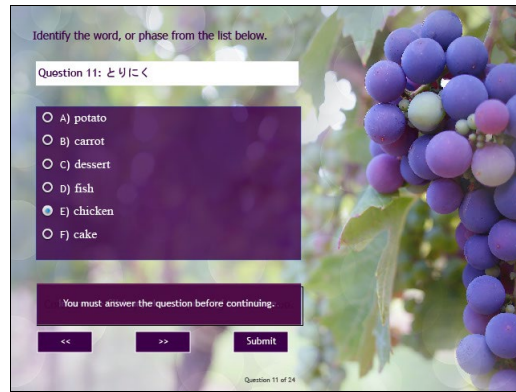 Identify the word, or phase from the list below.
Question 11: とりにく
A) potato
B) carrot
C) dessert
D) fish
E) chicken
F) cake
You must answer the question before continuing.
<<
>>
Submit
Question 11 of 24